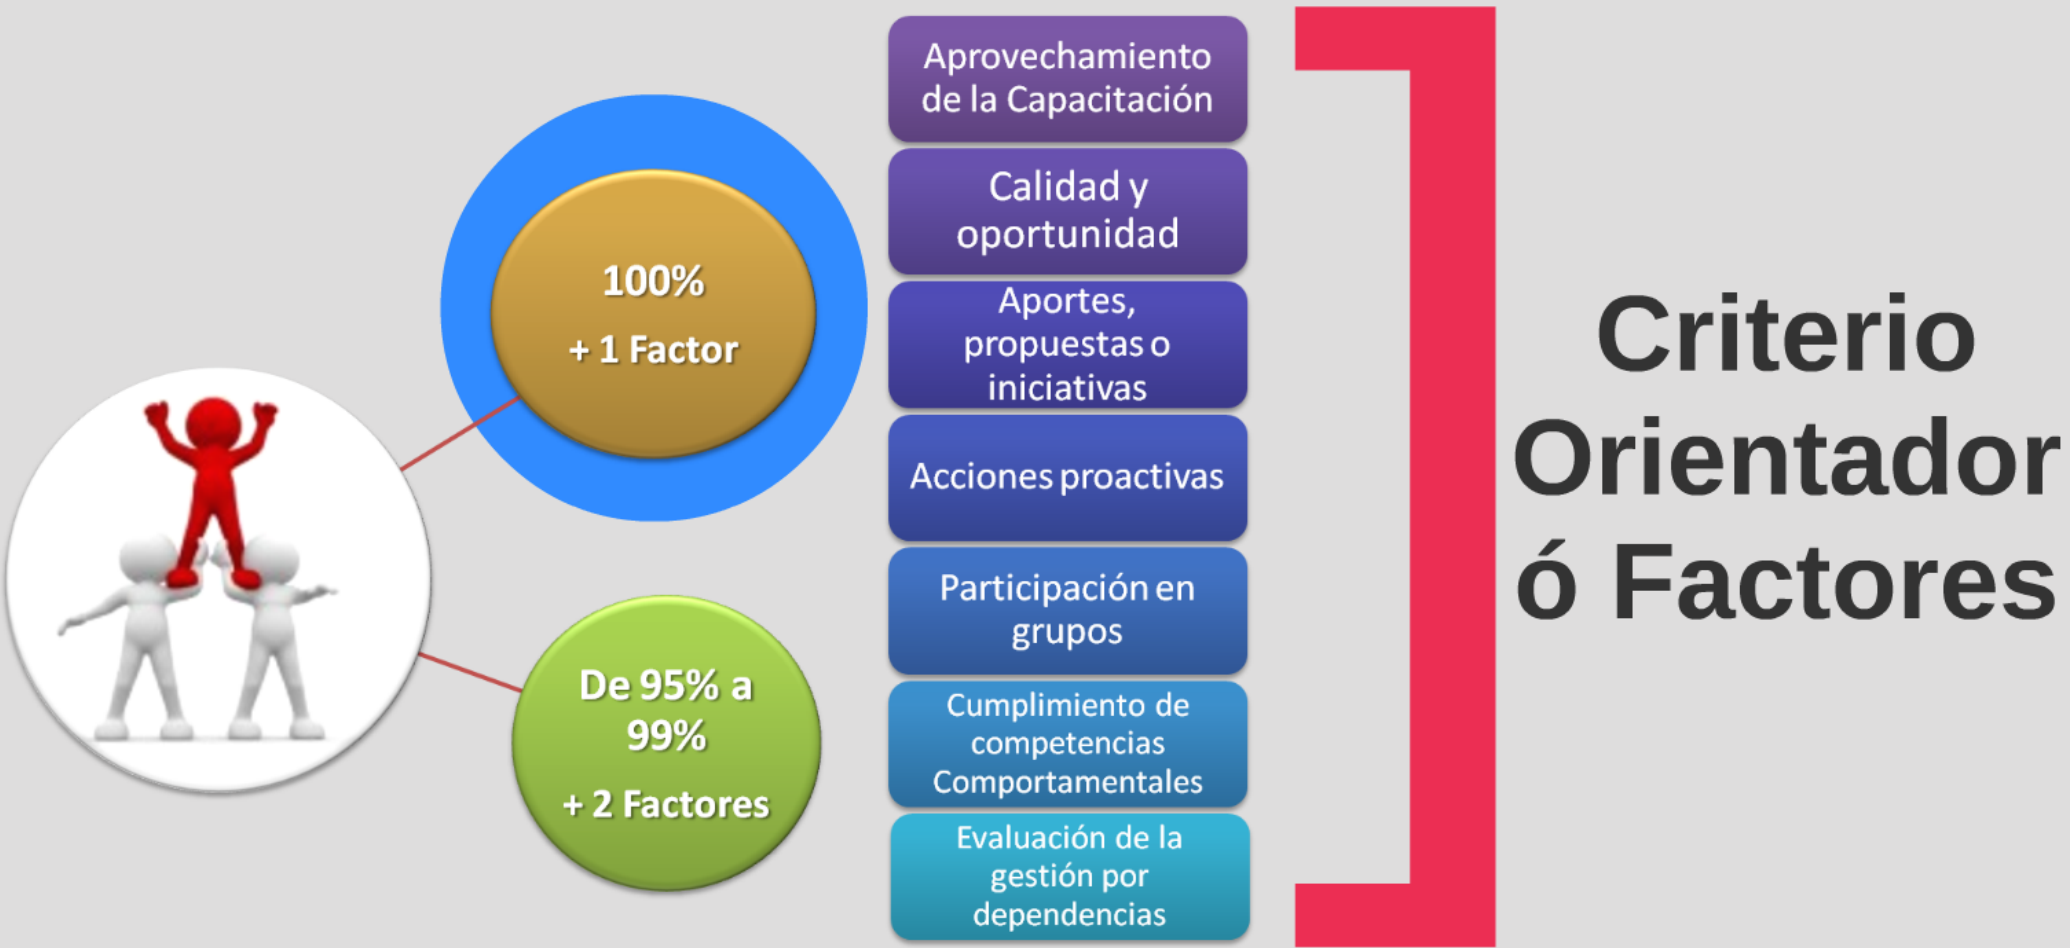 100%
+ 1 Factor
De 95% a
99%
+ 2 Factores
Aprovechamiento
de la Capacitación
Calidad y
oportunidad
Aportes,
propuestas o
iniciativas
Acciones proactivas
Participación en
grupos
Cumplimiento de
competencias
Comportamentales
Evaluación de la
gestión por
dependencias
Criterio
Orientador
ó Factores